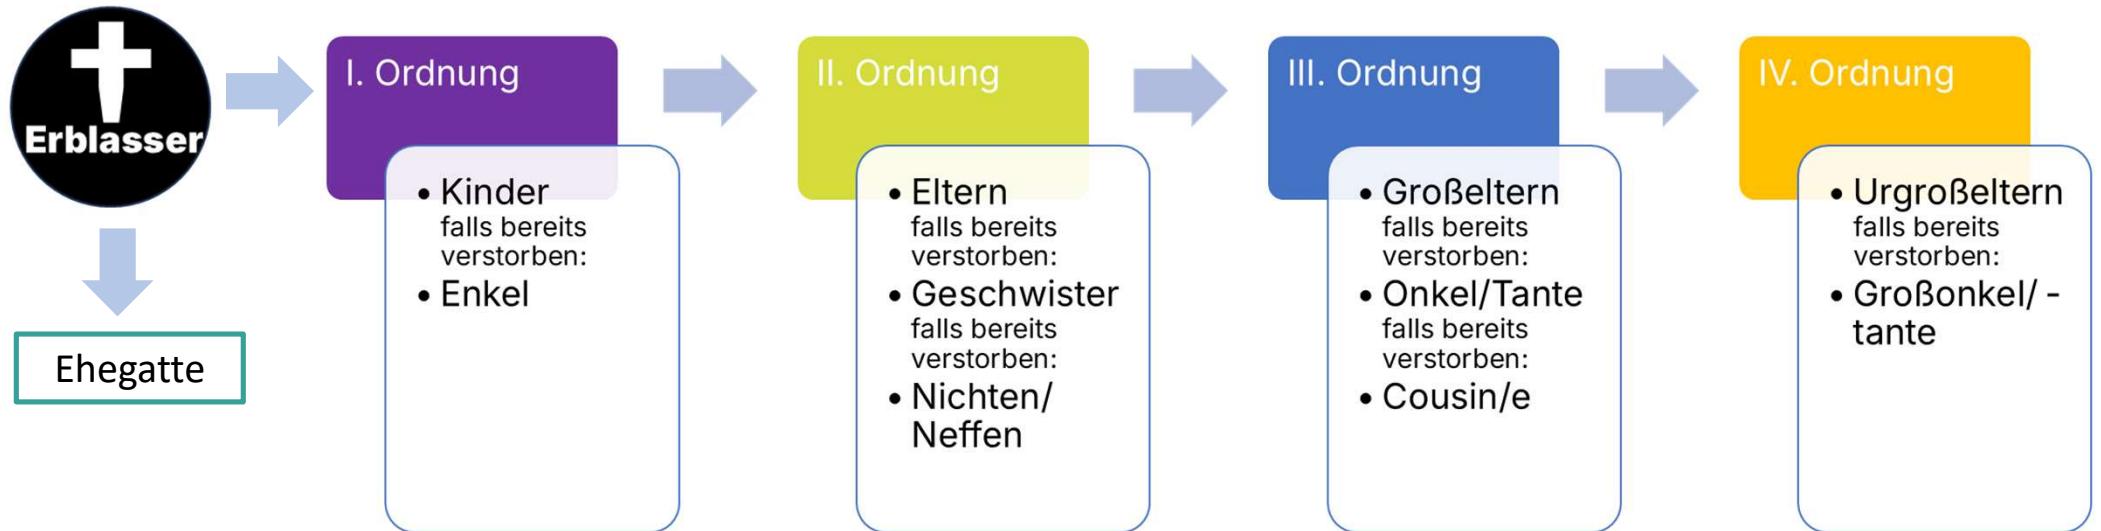 Erblasser
Ehegatte
I. Ordnung
• Kinder
falls bereits
verstorben:
• Enkel
II. Ordnung
• Eltern
falls bereits
verstorben:
• Geschwister
falls bereits
verstorben:
• Nichten/
Neffen
III. Ordnung
• Großeltern
falls bereits
verstorben:
• Onkel/Tante
falls bereits
verstorben:
• Cousin/e
IV. Ordnung
• Urgroßeltern
falls bereits
verstorben:
• Großonkel/ -
tante